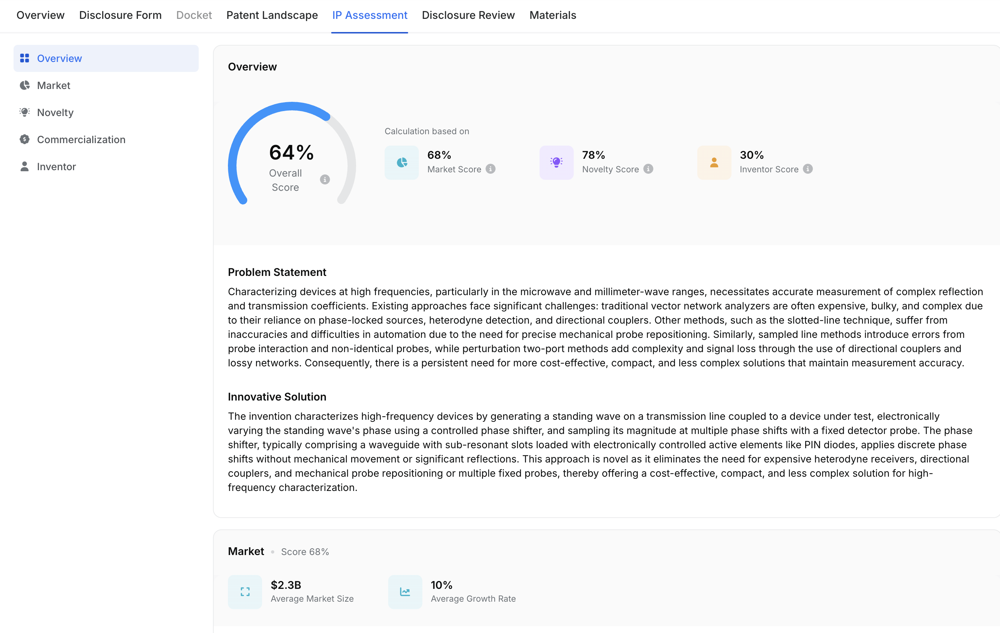 Overview Disclosure Form Docket Patent Landscape IP Assessment Disclosure Review Materials
Overview
Market
Novelty
Commercialization
Inventor
Overview
64%
Overall
Score
Calculation based on
68%
Market Score
78%
Novelty Score
30%
Inventor Score
Problem Statement
Characterizing devices at high frequencies, particularly in the microwave and millimeter-wave ranges, necessitates accurate measurement of complex reflection
and transmission coefficients. Existing approaches face significant challenges: traditional vector network analyzers are often expensive, bulky, and complex due
to their reliance on phase-locked sources, heterodyne detection, and directional couplers. Other methods, such as the slotted-line technique, suffer from
inaccuracies and difficulties in automation due to the need for precise mechanical probe repositioning. Similarly, sampled line methods introduce errors from
probe interaction and non-identical probes, while perturbation two-port methods add complexity and signal loss through the use of directional couplers and
lossy networks. Consequently, there is a persistent need for more cost-effective, compact, and less complex solutions that maintain measurement accuracy.
Innovative Solution
The invention characterizes high-frequency devices by generating a standing wave on a transmission line coupled to a device under test, electronically
varying the standing wave's phase using a controlled phase shifter, and sampling its magnitude at multiple phase shifts with a fixed detector probe. The phase
shifter, typically comprising a waveguide with sub-resonant slots loaded with electronically controlled active elements like PIN diodes, applies discrete phase
shifts without mechanical movement or significant reflections. This approach is novel as it eliminates the need for expensive heterodyne receivers, directional
couplers, and mechanical probe repositioning or multiple fixed probes, thereby offering a cost-effective, compact, and less complex solution for high-
frequency characterization.
Market • Score 68%
$2.3B
Average Market Size
10%
Average Growth Rate